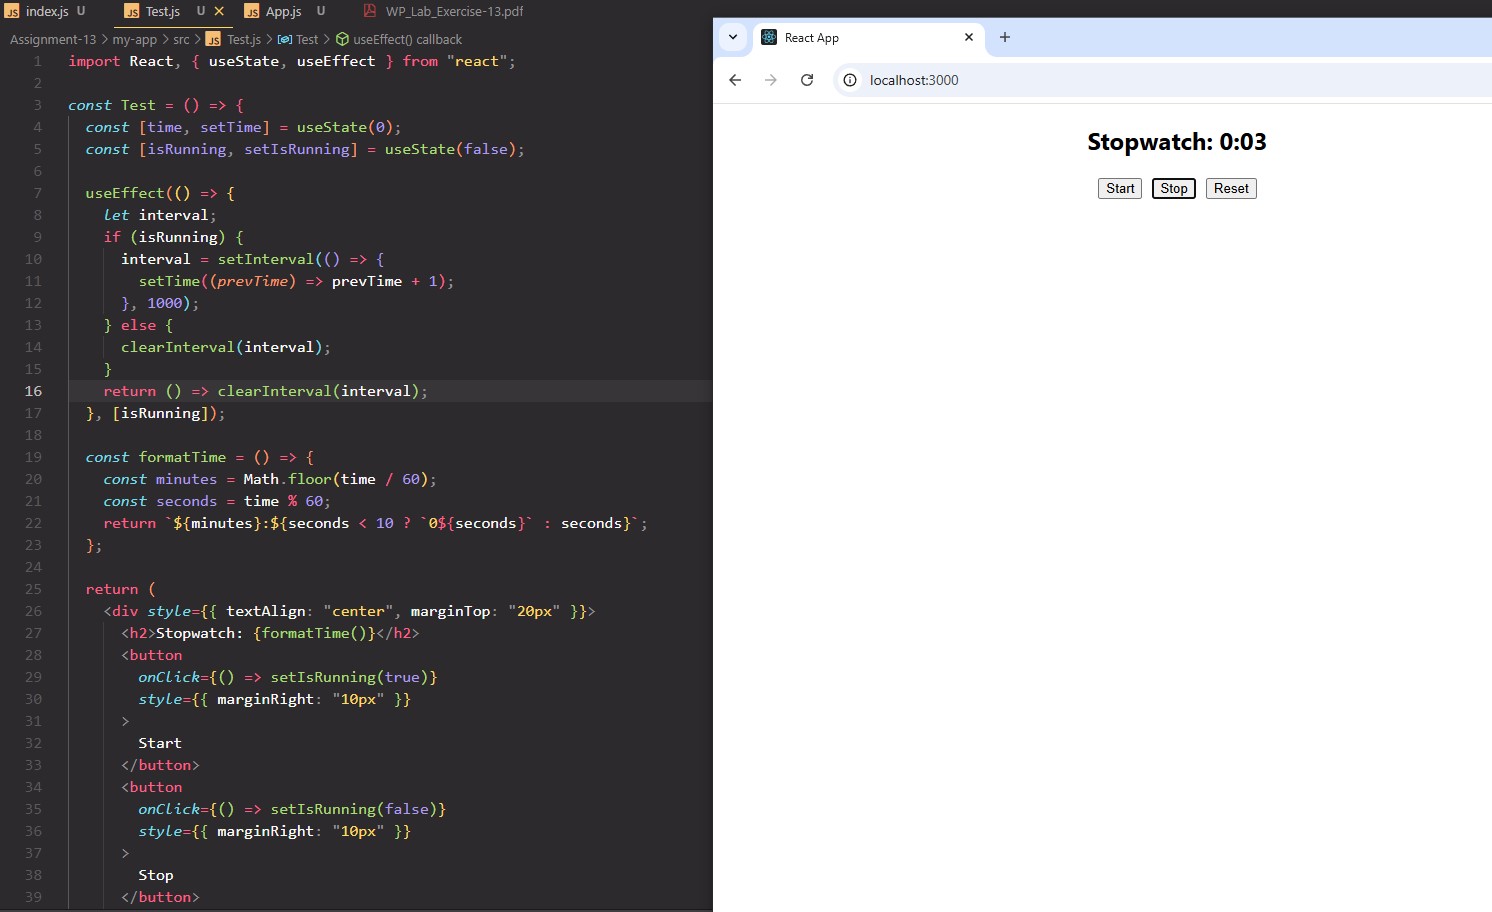 JS index.js U JS Test.js U × JS App.js U WP_Lab_Exercise-13.pdf
Assignment-13 > my-app > src > JS Test.js > Test > useEffect() callback
1 import React, { useState, useEffect } from "react";
2
3 const Test = () => {
4 const [time, setTime] = useState(0);
5 const [isRunning, setIsRunning] = useState(false);
6
7 useEffect(() => {
8 let interval;
9 if (isRunning) {
10 interval = setInterval(() => {
11 setTime((prevTime) => prevTime + 1);
12 }, 1000);
13 } else {
14 clearInterval(interval);
15 }
16 return () => clearInterval(interval);
17 }, [isRunning]);
18
19 const formatTime = () => {
20 const minutes = Math.floor(time / 60);
21 const seconds = time % 60;
22 return `${minutes}:${seconds < 10 ? `0${seconds}` : seconds}`;
23 };
24
25 return (
26 <div style={{ textAlign: "center", marginTop: "20px" }}>
27 <h2>Stopwatch: {formatTime()}</h2>
28 <button
29 onClick={() => setIsRunning(true)}
30 style={{ marginRight: "10px" }}
31 >
32 Start
33 </button>
34 <button
35 onClick={() => setIsRunning(false)}
36 style={{ marginRight: "10px" }}
37 >
38 Stop
39 </button>
React App
localhost:3000
Stopwatch: 0:03
Start Stop Reset